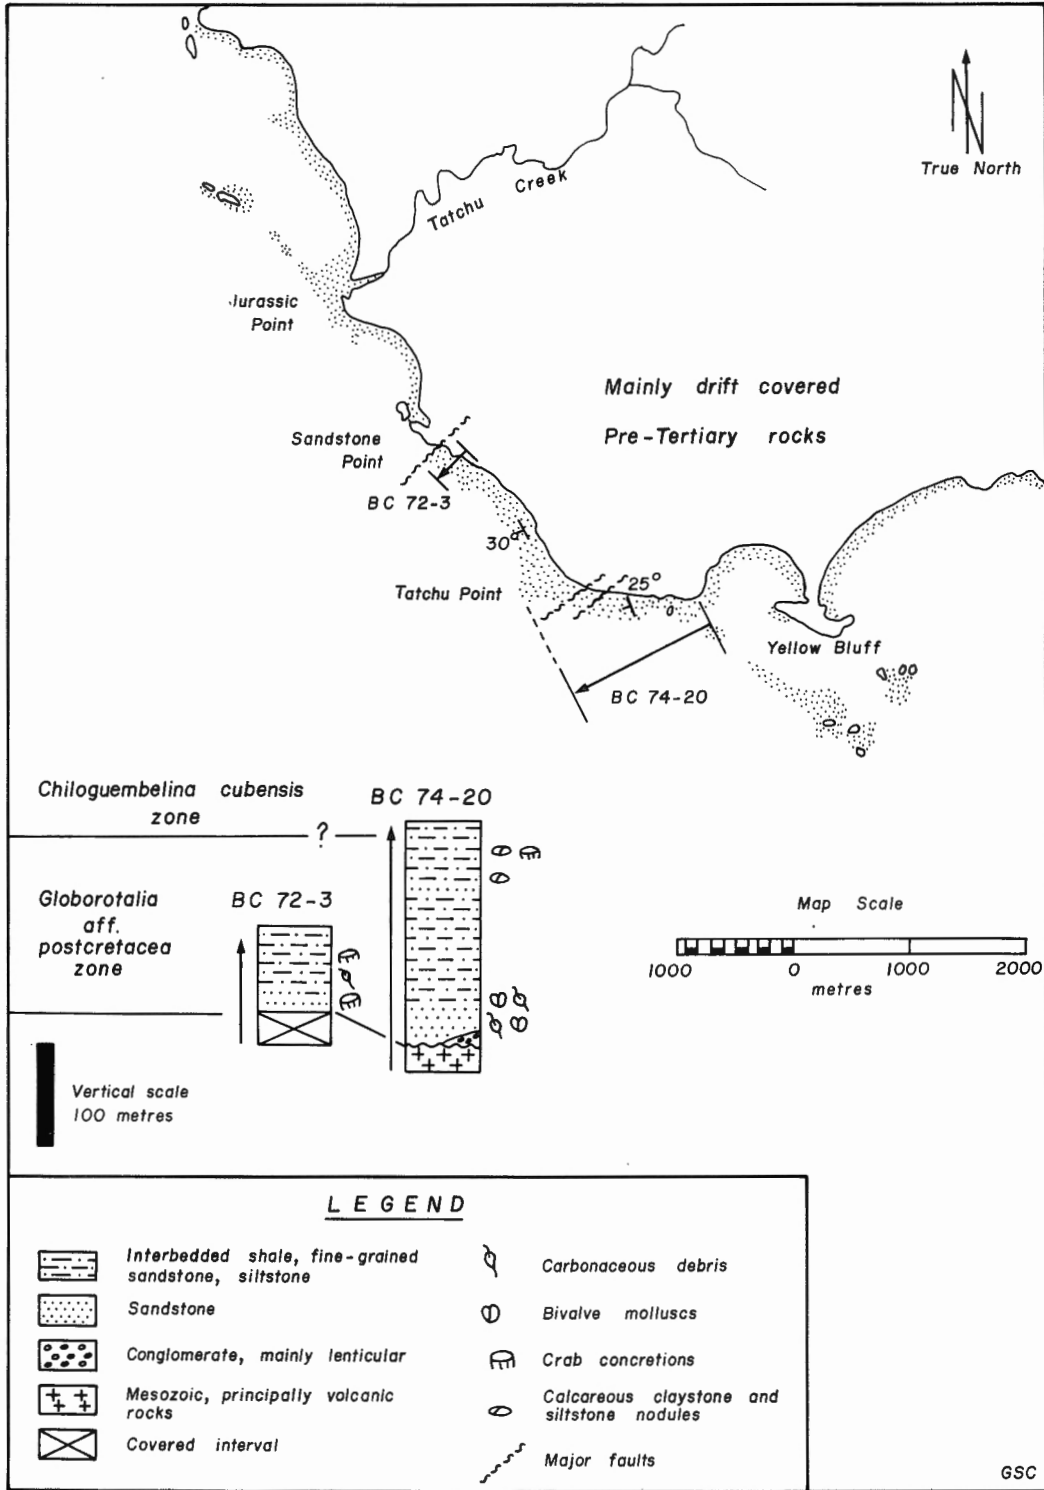 True North
Tatchu Creek
Jurassic
Point
Mainly drift covered
Pre-Tertiary rocks
Sandstone
Point
BC 72-3
30°
Tatchu Point
25°
Yellow Bluff
BC 74-20
Chiloguembelina cubensis
zone
?
BC 74-20
Globorotalia
aff.
postcretacea
zone
BC 72-3
Map Scale
1000 0 1000 2000
metres
Vertical scale
100 metres
LEGEND
Interbedded shale, fine-grained
sandstone, siltstone
Sandstone
Conglomerate, mainly lenticular
Mesozoic, principally volcanic
rocks
Covered interval
Carbonaceous debris
Bivalve molluscs
Crab concretions
Calcareous claystone and
siltstone nodules
Major faults
GSC